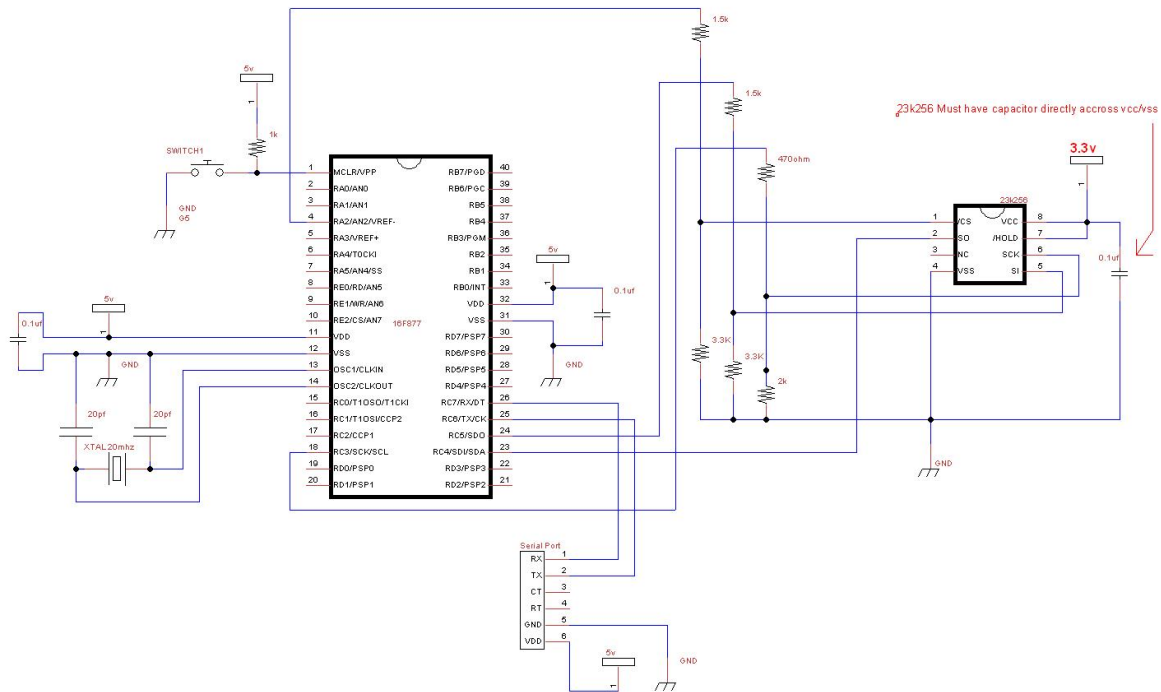 1.5k
5v
1
1.5k
23k256 Must have capacitor directly accross vcc/vss
1k
SWITCH1
470ohm
3.3v
1
GND
G5
16F877
1 MCLR/VPP
2 RA0/AN0
3 RA1/AN1
4 RA2/AN2/VREF-
5 RA3/VREF+
6 RA4/TOCKI
7 RA5/AN4/SS
8 RE0/RD/AN5
9 RE1/WR/AN6
10 RE2/CS/AN7
11 VDD
12 VSS
13 OSC1/CLKIN
14 OSC2/CLKOUT
15 RC0/T1OSO/T1CKI
16 RC1/T1OSI/CCP2
17 RC2/CCP1
18 RC3/SCK/SCL
19 RD0/PSP0
20 RD1/PSP1
RB7/PGD 40
RB6/PGC 39
RB5 38
RB4 37
RB3/PGM 36
RB2 35
RB1 34
RB0/INT 33
VDD 32
VSS 31
RD7/PSP7 30
RD6/PSP6 29
RD5/PSP5 28
RD4/PSP4 27
RC7/RX/DT 26
RC6/TX/CK 25
RC5/SDO 24
RC4/SDI/SDA 23
RD3/PSP3 22
RD2/PSP2 21
23k256
1 /CS
2 SO
3 NC
4 VSS
VCC 8
/HOLD 7
SCK 6
SI 5
0.1uf
5v
1
0.1uf
GND
5v
1
0.1uf
GND
20pf
20pf
XTAL20mhz
3.3K
3.3K
2k
GND
Serial Port
RX 1
TX 2
CT 3
RT 4
GND 5
VDD 6
5v
1
GND